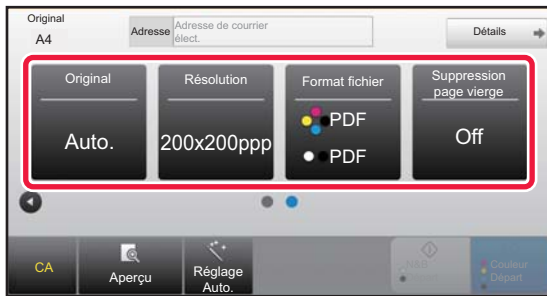 Original
A4
Adresse
Adresse de courrier
élect.
Détails
Original
Auto.
Résolution
200x200ppp
Format fichier
PDF
PDF
Suppression
page vierge
Off
CA
Aperçu
Réglage
Auto.
N&B
Départ
Couleur
Départ